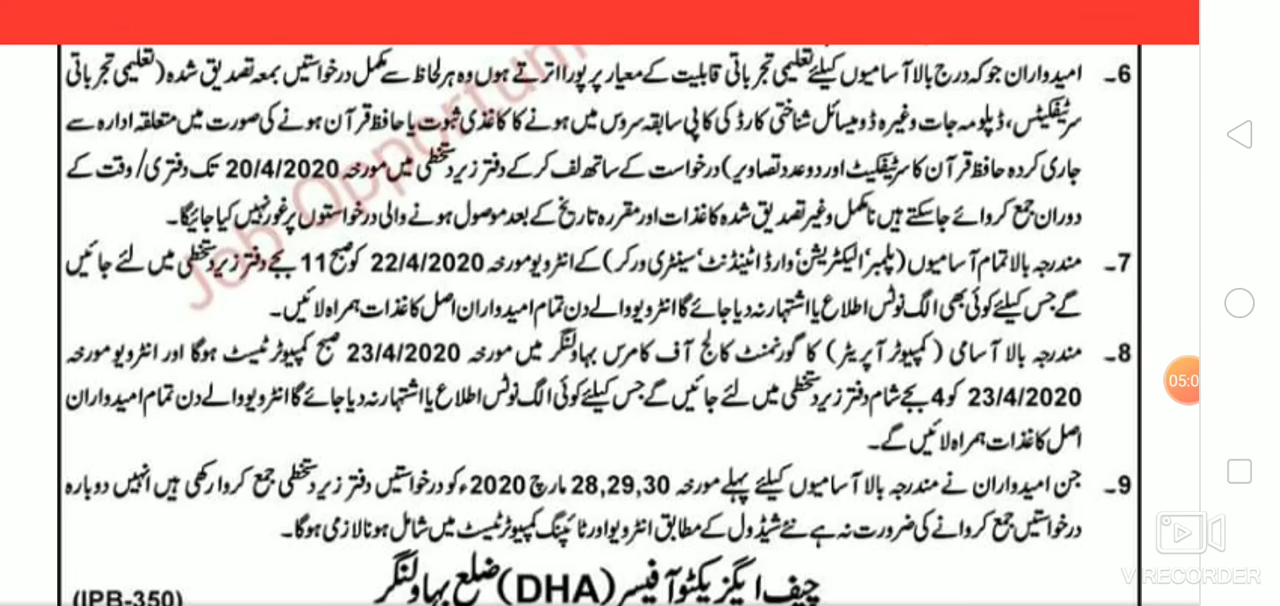 6۔ امیدواران جو کہ درج بالا آسامیوں کیلئے تعلیمی تجرباتی قابلیت کے معیار پر پورا اترتے ہوں وہ ہر لحاظ سے مکمل درخواستیں بمعہ تصدیق شدہ (تعلیمی تجرباتی
سرٹیفکیٹس، ڈپلومہ جات وغیرہ ڈومیسائل شناختی کارڈ کی کاپی سابقہ سروس میں ہونے کا کاغذی ثبوت یا حافظ قرآن ہونے کی صورت میں متعلقہ ادارہ سے
جاری کردہ حافظ قرآن کا سرٹیفکیٹ اور دو عدد تصاویر) درخواست کے ساتھ لف کر کے دفتر زیر دستخطی میں مورخہ 20/4/2020 تک دفتری/وقت کے
دوران جمع کروائے جا سکتے ہیں نامکمل و غیر تصدیق شدہ کاغذات اور مقررہ تاریخ کے بعد موصول ہونے والی درخواستوں پر غور نہیں کیا جائیگا۔
7۔ مندرجہ بالا تمام آسامیوں (پلمبر' الیکٹریشن' وارڈ اٹینڈنٹ' سینٹری ورکر) کے انٹرویو مورخہ 22/4/2020 کو صبح 11 بجے دفتر زیر دستخطی میں لئے جائیں
گے جس کیلئے کوئی بھی الگ نوٹس اطلاع یا اشتہار نہ دیا جائے گا انٹرویو والے دن تمام امیدواران اصل کاغذات ہمراہ لائیں۔
8۔ مندرجہ بالا آسامی (کمپیوٹر آپریٹر) کا گورنمنٹ کالج آف کامرس بہاولنگر میں مورخہ 23/4/2020 صبح کمپیوٹر ٹیسٹ ہوگا اور انٹرویو مورخہ
23/4/2020 کو 4 بجے شام دفتر زیر دستخطی میں لئے جائیں گے جس کیلئے کوئی الگ نوٹس اطلاع یا اشتہار نہ دیا جائے گا انٹرویو والے دن تمام امیدواران
اصل کاغذات ہمراہ لائیں گے۔
9۔ جن امیدواران نے مندرجہ بالا آسامیوں کیلئے پہلے مورخہ 28,29,30 مارچ 2020ء کو درخواستیں دفتر زیر دستخطی جمع کروا رکھی ہیں انہیں دوبارہ
درخواستیں جمع کروانے کی ضرورت نہ ہے نئے شیڈول کے مطابق انٹرویو اور ٹائپنگ کمپیوٹر ٹیسٹ میں شامل ہونا لازمی ہوگا۔
چیف ایگزیکٹو آفیسر (DHA) ضلع بہاولنگر
(IPB-350)
Job Opportun
05:0
V RECORDER